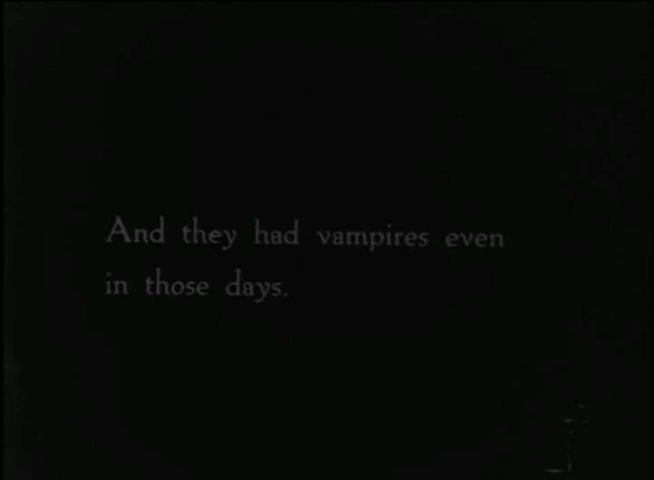 And they had vampires even
in those days.